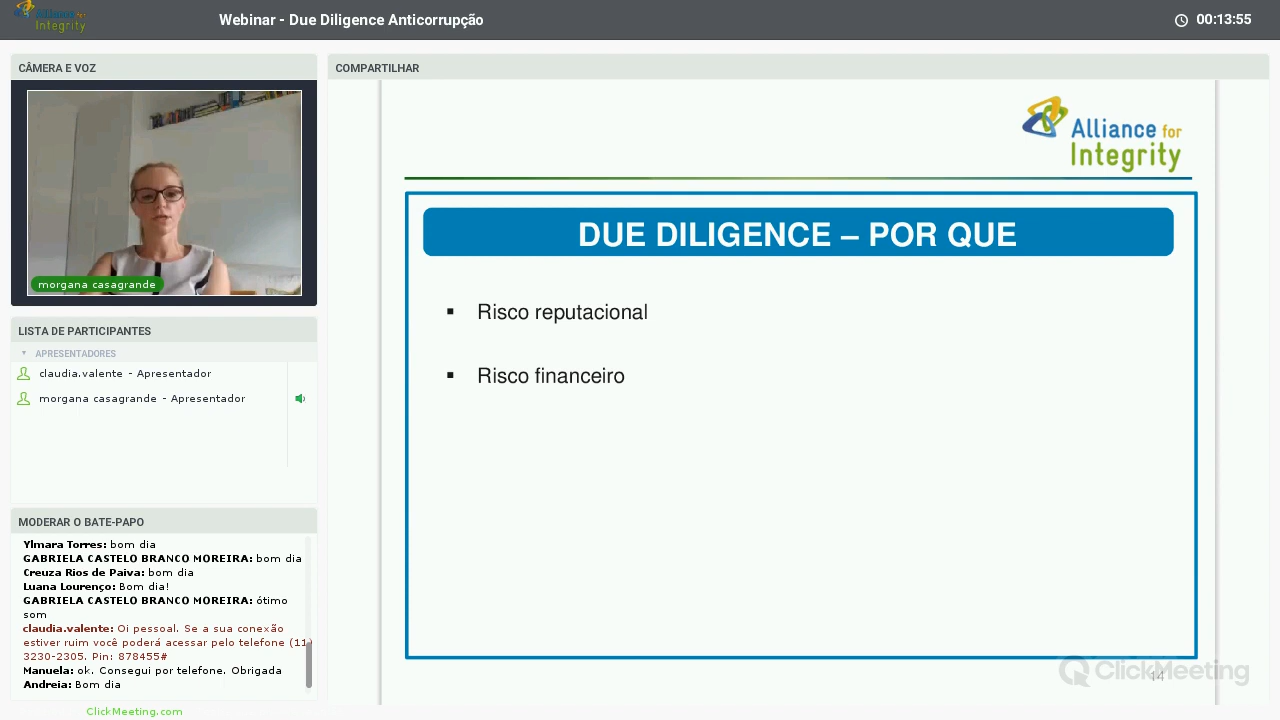 Webinar - Due Diligence Anticorrupção
00:13:55
CÂMERA E VOZ
morgana casagrande
LISTA DE PARTICIPANTES
APRESENTADORES
claudia.valente - Apresentador
morgana casagrande - Apresentador
MODERAR O BATE-PAPO
Ylmara Torres: bom dia
GABRIELA CASTELO BRANCO MOREIRA: bom dia
Creuza Rios de Paiva: bom dia
Luana Lourenço: Bom dia!
GABRIELA CASTELO BRANCO MOREIRA: ótimo
som
claudia.valente: Oi pessoal. Se a sua conexão
estiver ruim você poderá acessar pelo telefone (11)
3230-2305. Pin: 878455#
Manuela: ok. Consegui por telefone. Obrigada
Andreia: Bom dia
ClickMeeting.com
COMPARTILHAR
Alliance for
Integrity
DUE DILIGENCE – POR QUE
▪ Risco reputacional
▪ Risco financeiro
14
ClickMeeting